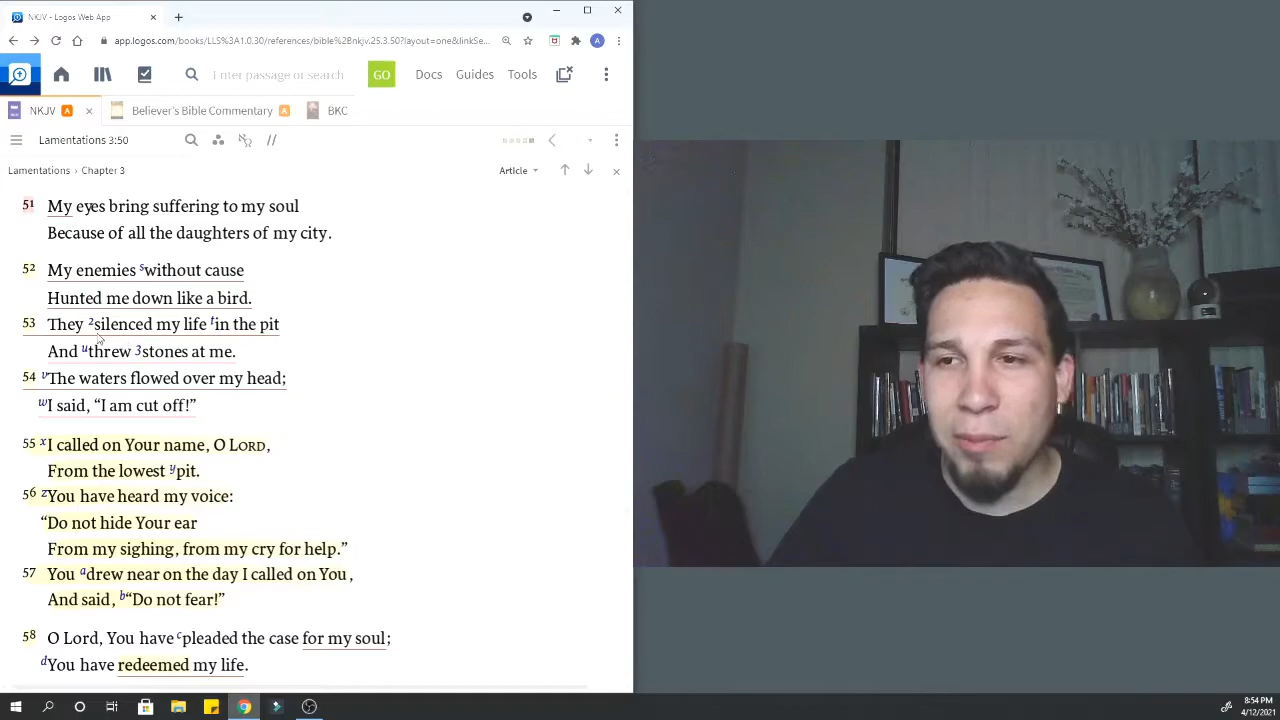 NKJV - Logos Web App
app.logos.com/books/LLS%3A1.0.30/references/bible%2Bnkjv.25.3.50?layout=one&linkSe...
A
Enter passage or search
GO
Docs
Guides
Tools
NKJV A
Believer's Bible Commentary A
BKC
Lamentations 3:50
Lamentations › Chapter 3
Article
51 My eyes bring suffering to my soul
Because of all the daughters of my city.
52 My enemies s without cause
Hunted me down like a bird.
53 They 2 silenced my life t in the pit
And u threw 3 stones at me.
54 v The waters flowed over my head;
w I said, “I am cut off!”
55 x I called on Your name, O LORD,
From the lowest y pit.
56 z You have heard my voice:
“Do not hide Your ear
From my sighing, from my cry for help.”
57 You a drew near on the day I called on You,
And said, b “Do not fear!”
58 O Lord, You have c pleaded the case for my soul;
d You have redeemed my life.
8:54 PM
4/12/2021